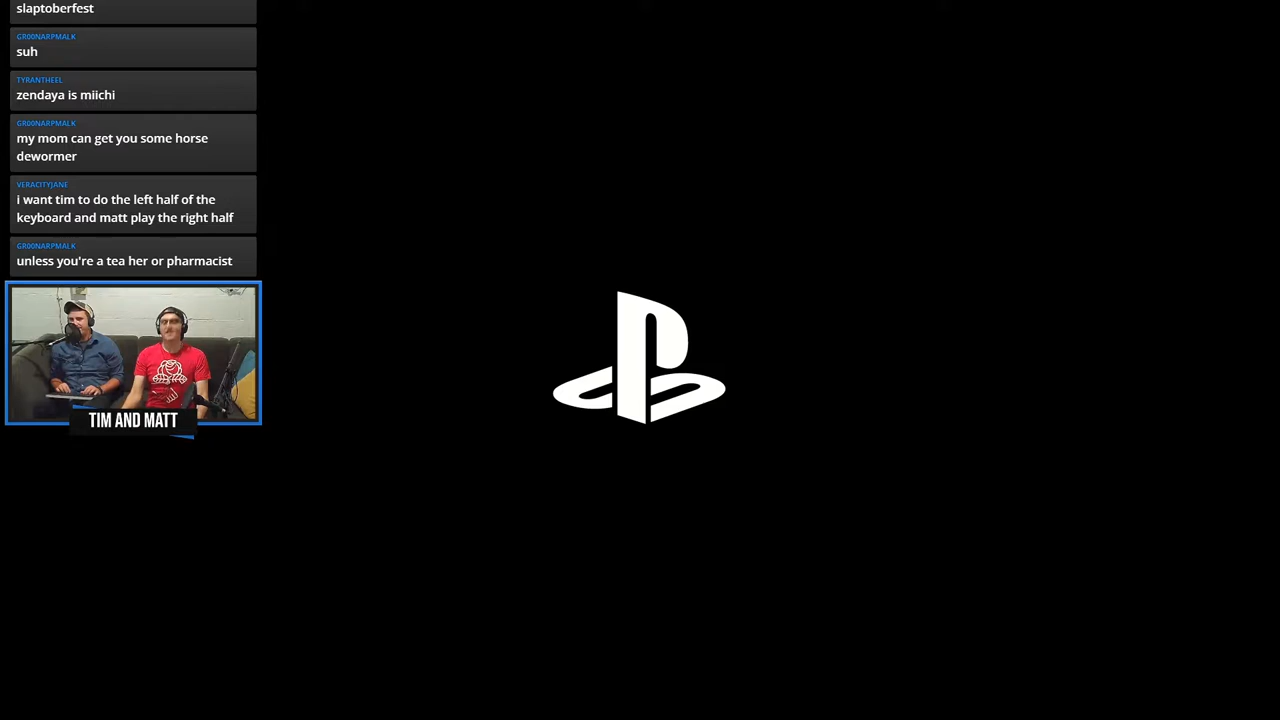 slaptoberfest
GR00NARPMALK
suh
TYRANTHEEL
zendaya is miichi
GR00NARPMALK
my mom can get you some horse
dewormer
VERACITYJANE
i want tim to do the left half of the
keyboard and matt play the right half
GR00NARPMALK
unless you're a tea her or pharmacist
TIM AND MATT